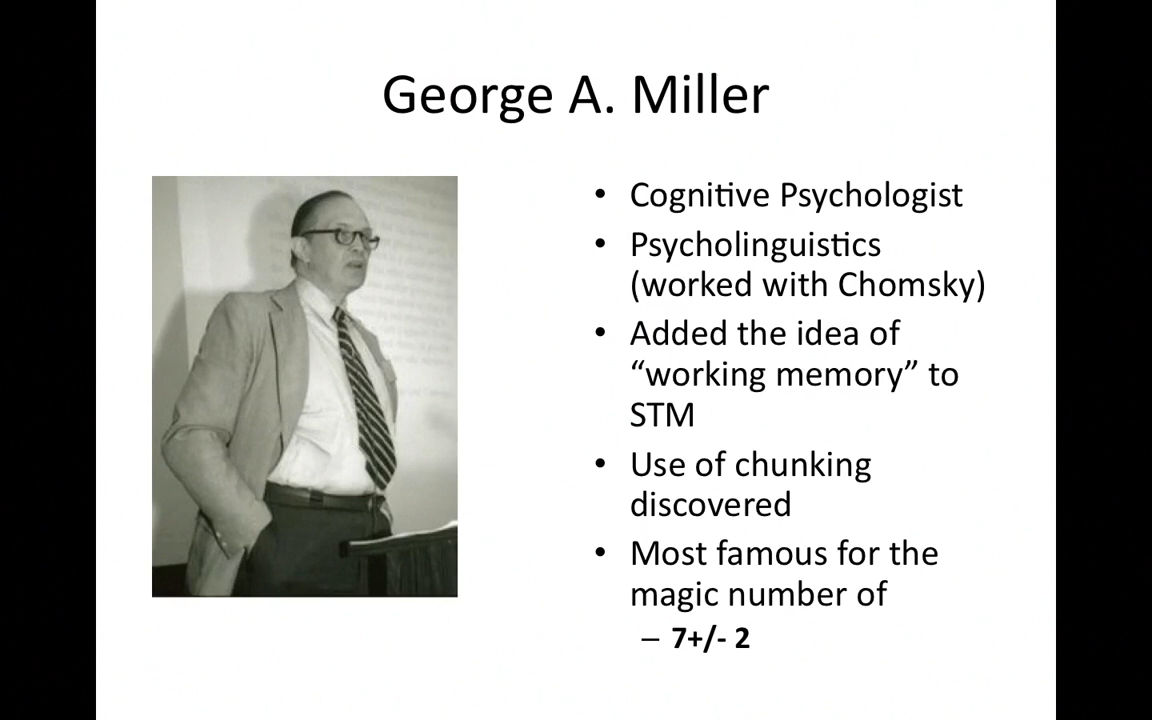 George A. Miller
• Cognitive Psychologist
• Psycholinguistics
(worked with Chomsky)
• Added the idea of
“working memory” to
STM
• Use of chunking
discovered
• Most famous for the
magic number of
– 7+/- 2